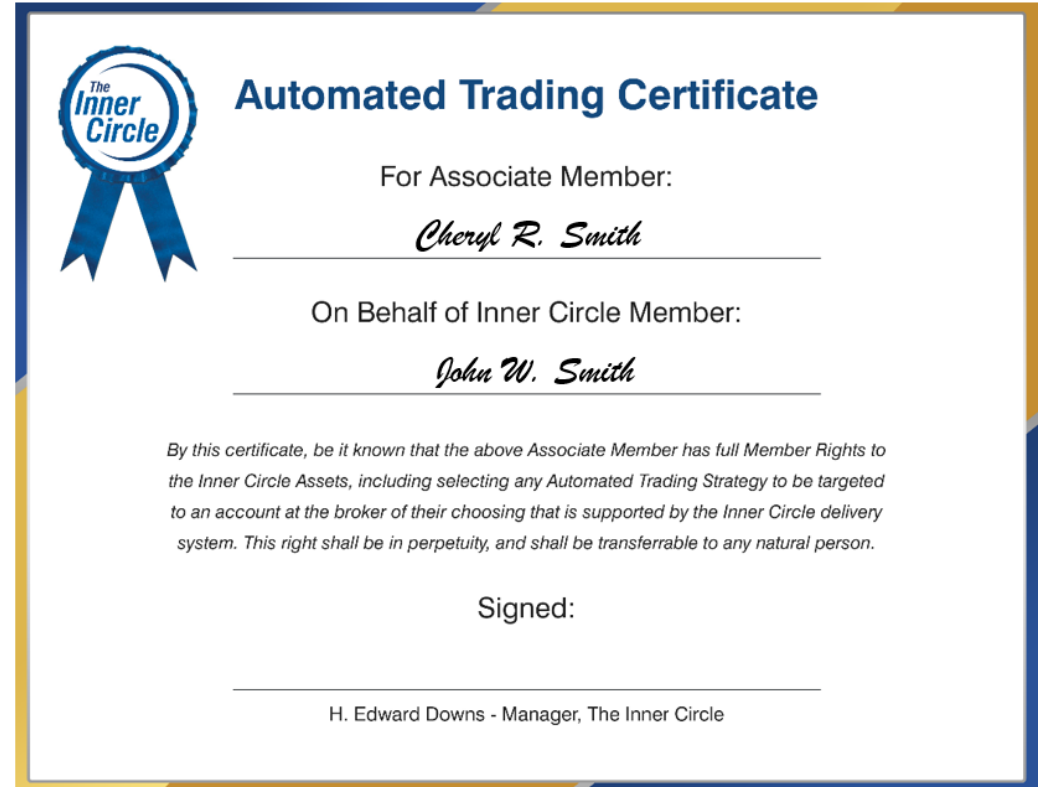 The
Inner
Circle
Automated Trading Certificate
For Associate Member:
Cheryl R. Smith
On Behalf of Inner Circle Member:
John W. Smith
By this certificate, be it known that the above Associate Member has full Member Rights to
the Inner Circle Assets, including selecting any Automated Trading Strategy to be targeted
to an account at the broker of their choosing that is supported by the Inner Circle delivery
system. This right shall be in perpetuity, and shall be transferrable to any natural person.
Signed:
H. Edward Downs - Manager, The Inner Circle